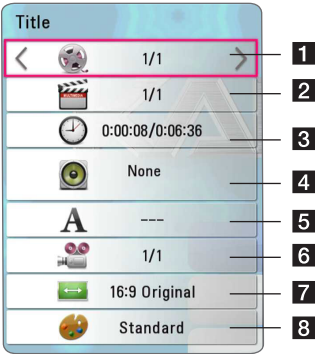 Title
1/1 1
1/1 2
0:00:08/0:06:36 3
None 4
A --- 5
1/1 6
16:9 Original 7
Standard 8